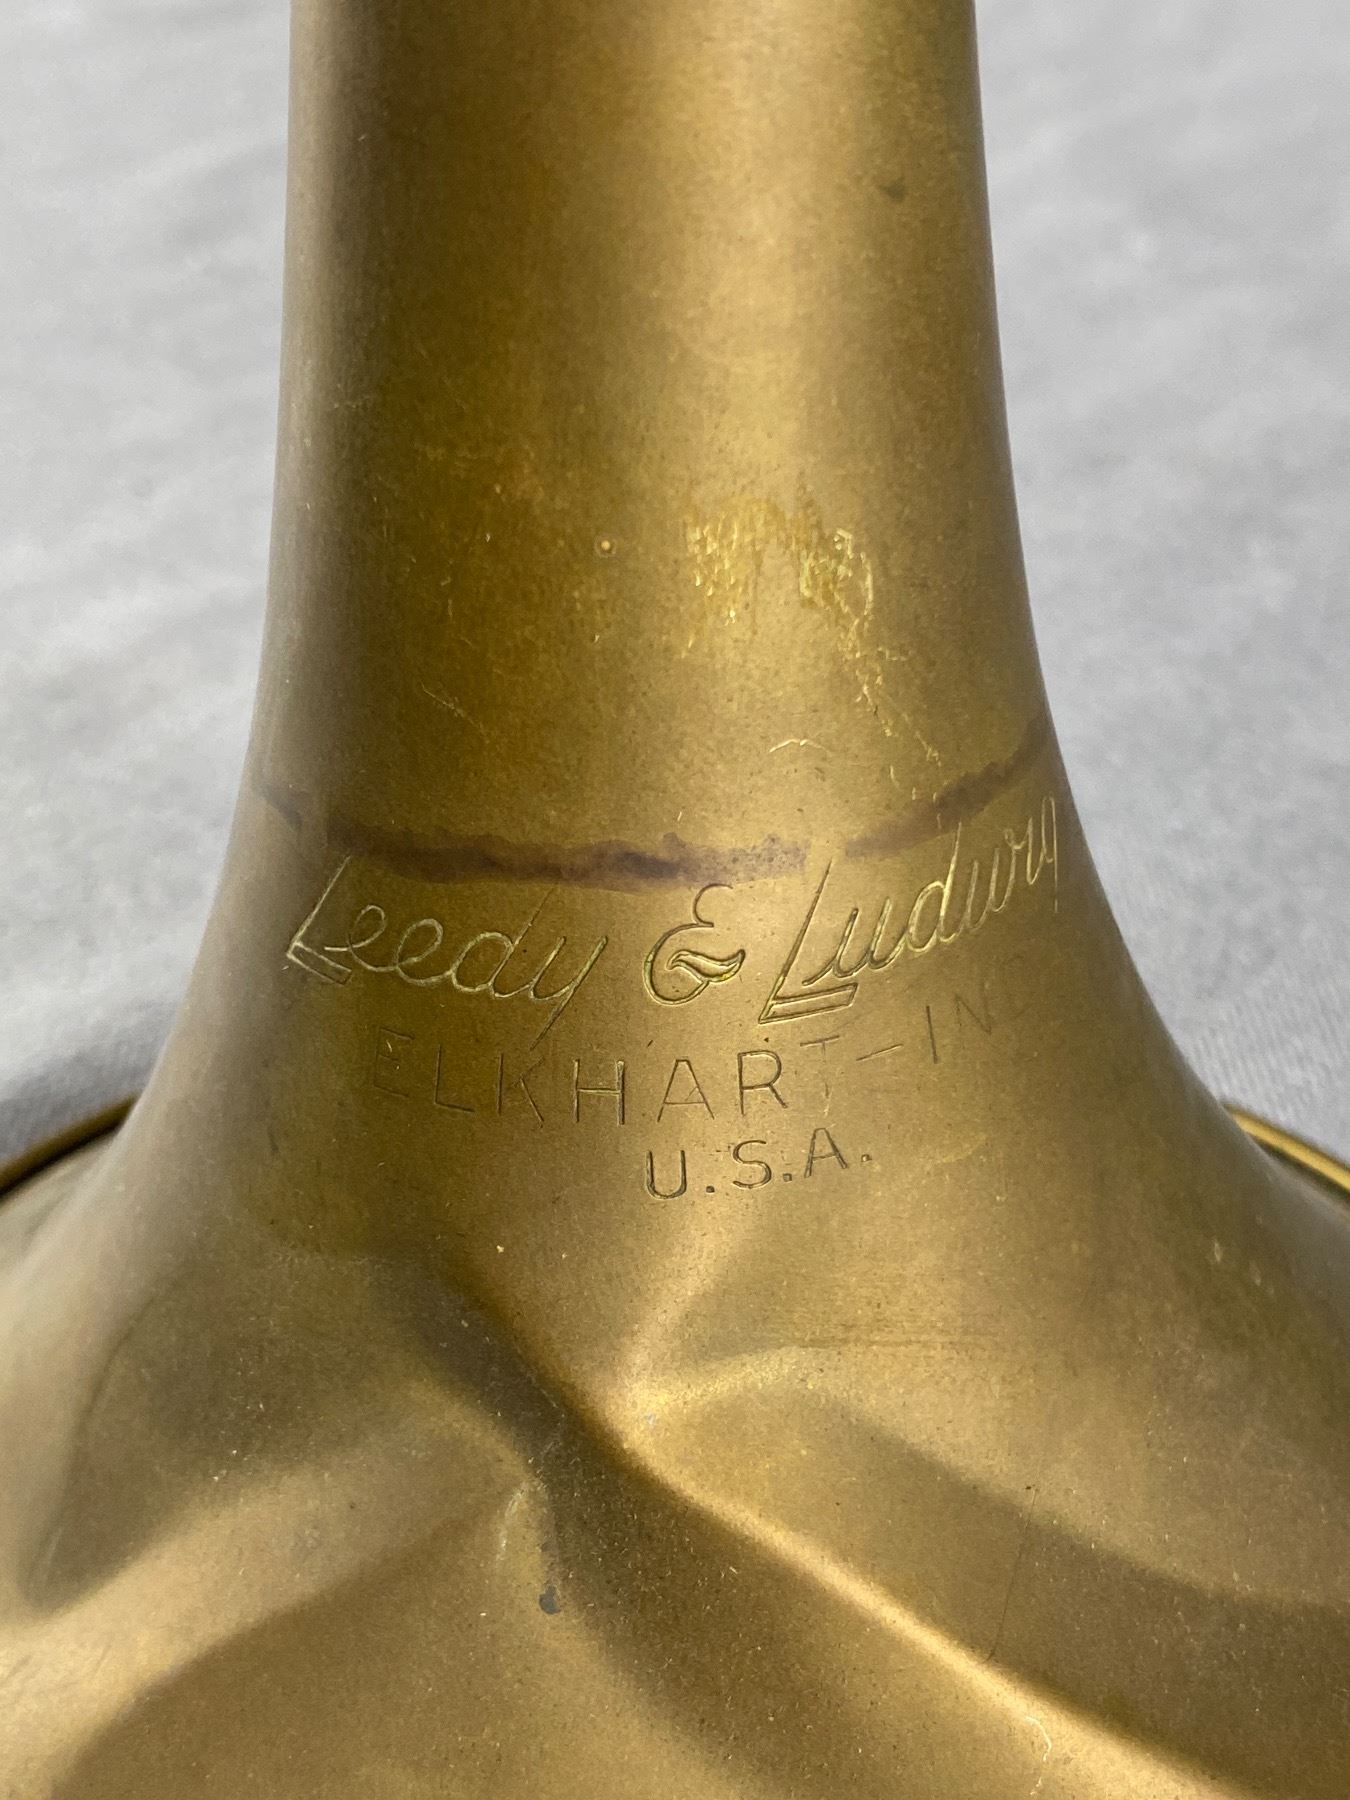 Leedy & Ludwig
ELKHART-IND
U.S.A.